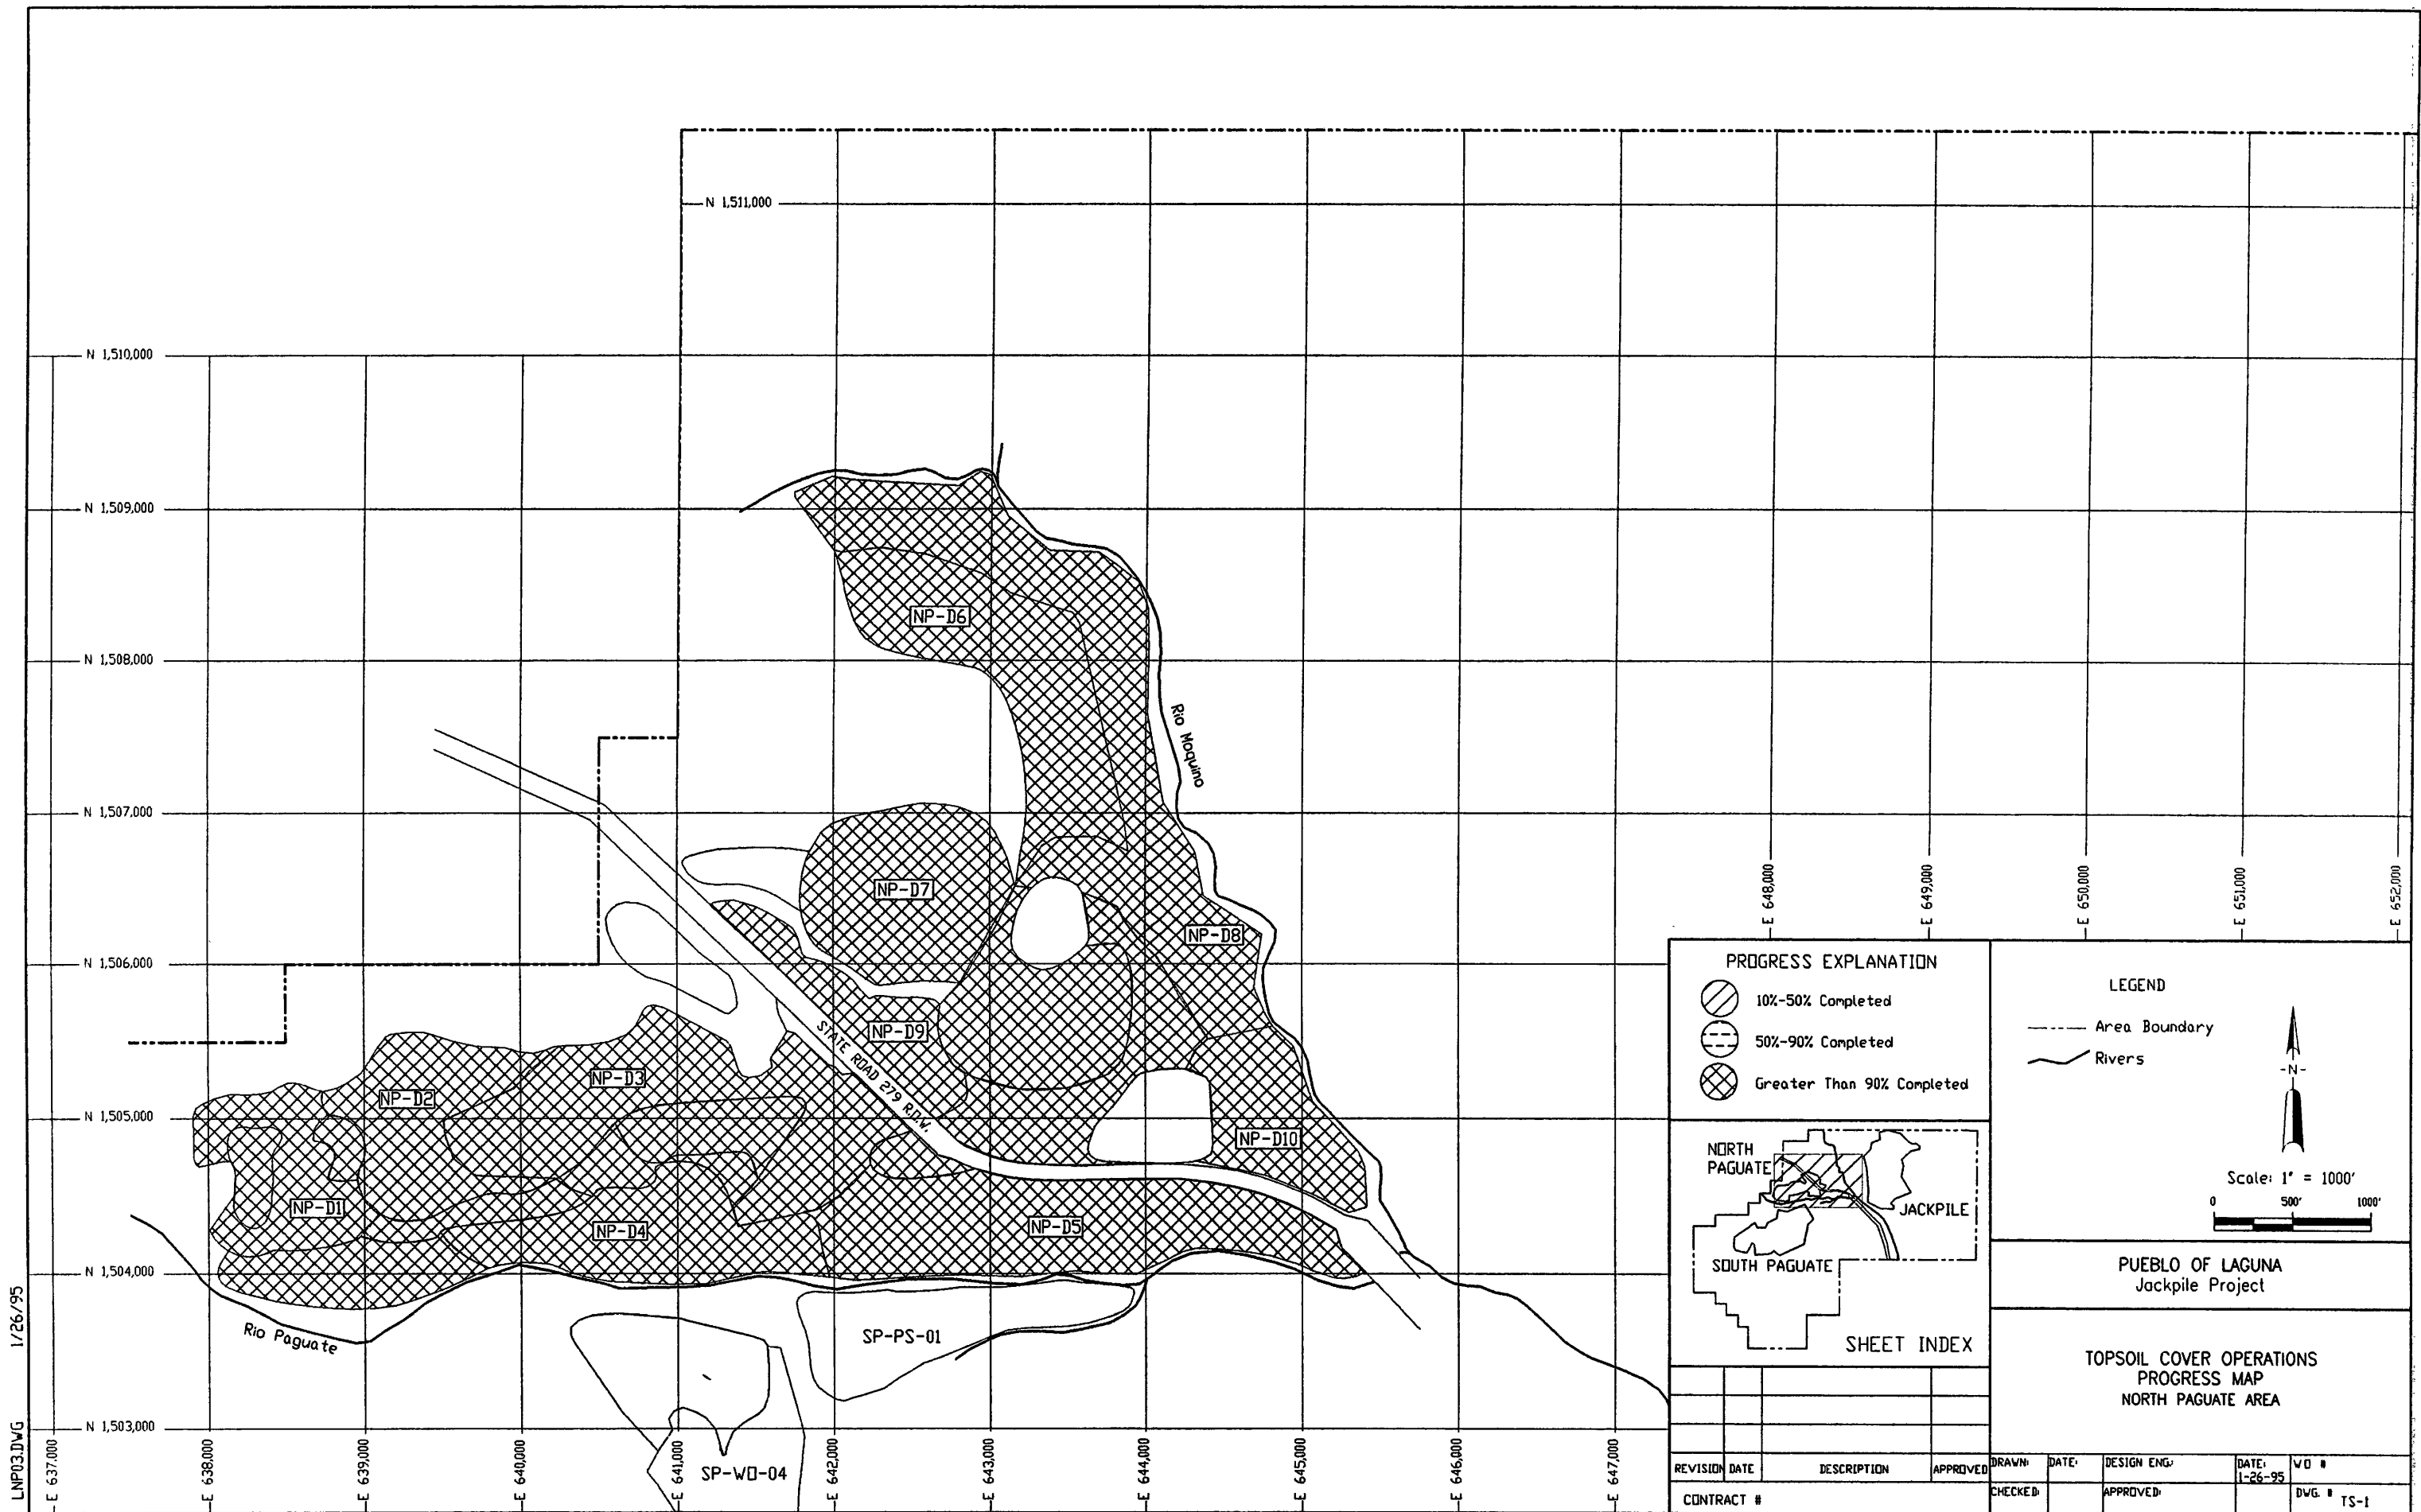 N 1,511,000
N 1,510,000
N 1,509,000
NP-D6
N 1,508,000
Rio Moquino
N 1,507,000
NP-D7
NP-D8
N 1,506,000
NP-D9
STATE ROAD 279 R.O.W.
NP-D3
NP-D2
N 1,505,000
NP-D10
NP-D1
NP-D4
NP-D5
N 1,504,000
Rio Paguate
SP-PS-01
N 1,503,000
SP-WD-04
E 637,000
E 638,000
E 639,000
E 640,000
E 641,000
E 642,000
E 643,000
E 644,000
E 645,000
E 646,000
E 647,000
E 648,000
E 649,000
E 650,000
E 651,000
E 652,000
LNP03.DWG 1/26/95
PROGRESS EXPLANATION
10%-50% Completed
50%-90% Completed
Greater Than 90% Completed
LEGEND
Area Boundary
Rivers
-N-
Scale: 1" = 1000'
0 500' 1000'
NORTH
PAGUATE
JACKPILE
SOUTH PAGUATE
SHEET INDEX
PUEBLO OF LAGUNA
Jackpile Project
TOPSOIL COVER OPERATIONS
PROGRESS MAP
NORTH PAGUATE AREA
REVISION DATE DESCRIPTION APPROVED
CONTRACT #
DRAWN: DATE: DESIGN ENG.: DATE: WO #
1-26-95
CHECKED: APPROVED: DWG. # TS-1